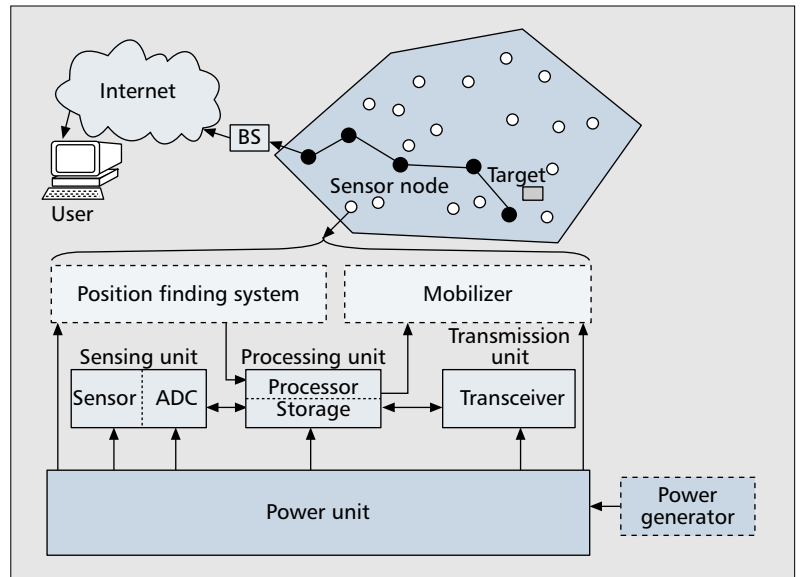 Internet
BS
Target
Sensor node
User
Position finding system
Mobilizer
Sensing unit
Processing unit
Transmission
unit
Sensor
ADC
Processor
Storage
Transceiver
Power unit
Power
generator